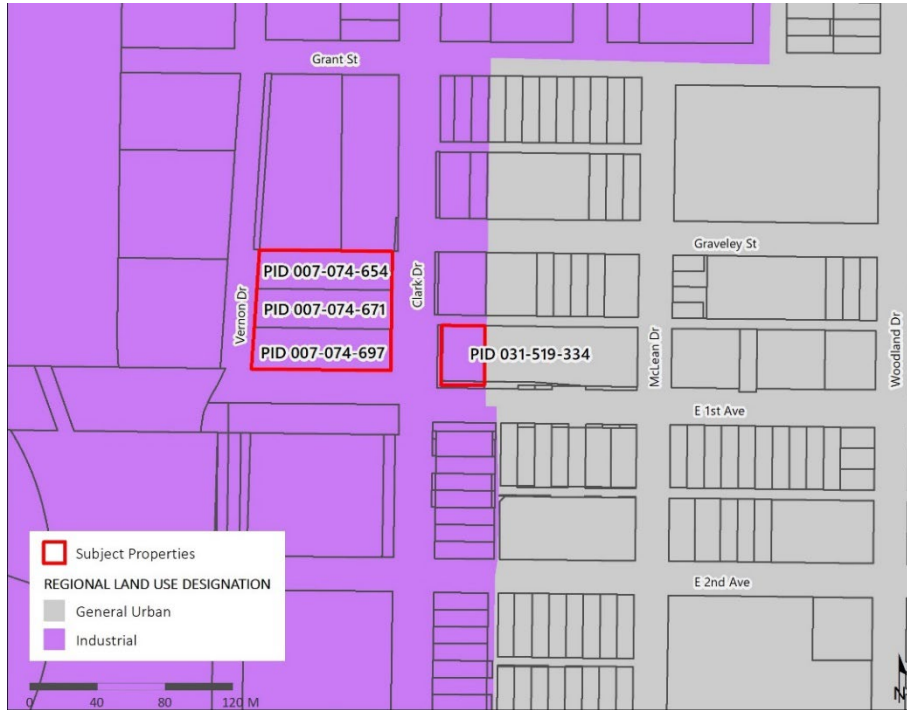 Grant St
Graveley St
PID 007-074-654
Vernon Dr
Clark Dr
PID 007-074-671
PID 007-074-697
PID 031-519-334
McLean Dr
Woodland Dr
E 1st Ave
E 2nd Ave
Subject Properties
REGIONAL LAND USE DESIGNATION
General Urban
Industrial
0 40 80 120 M
N